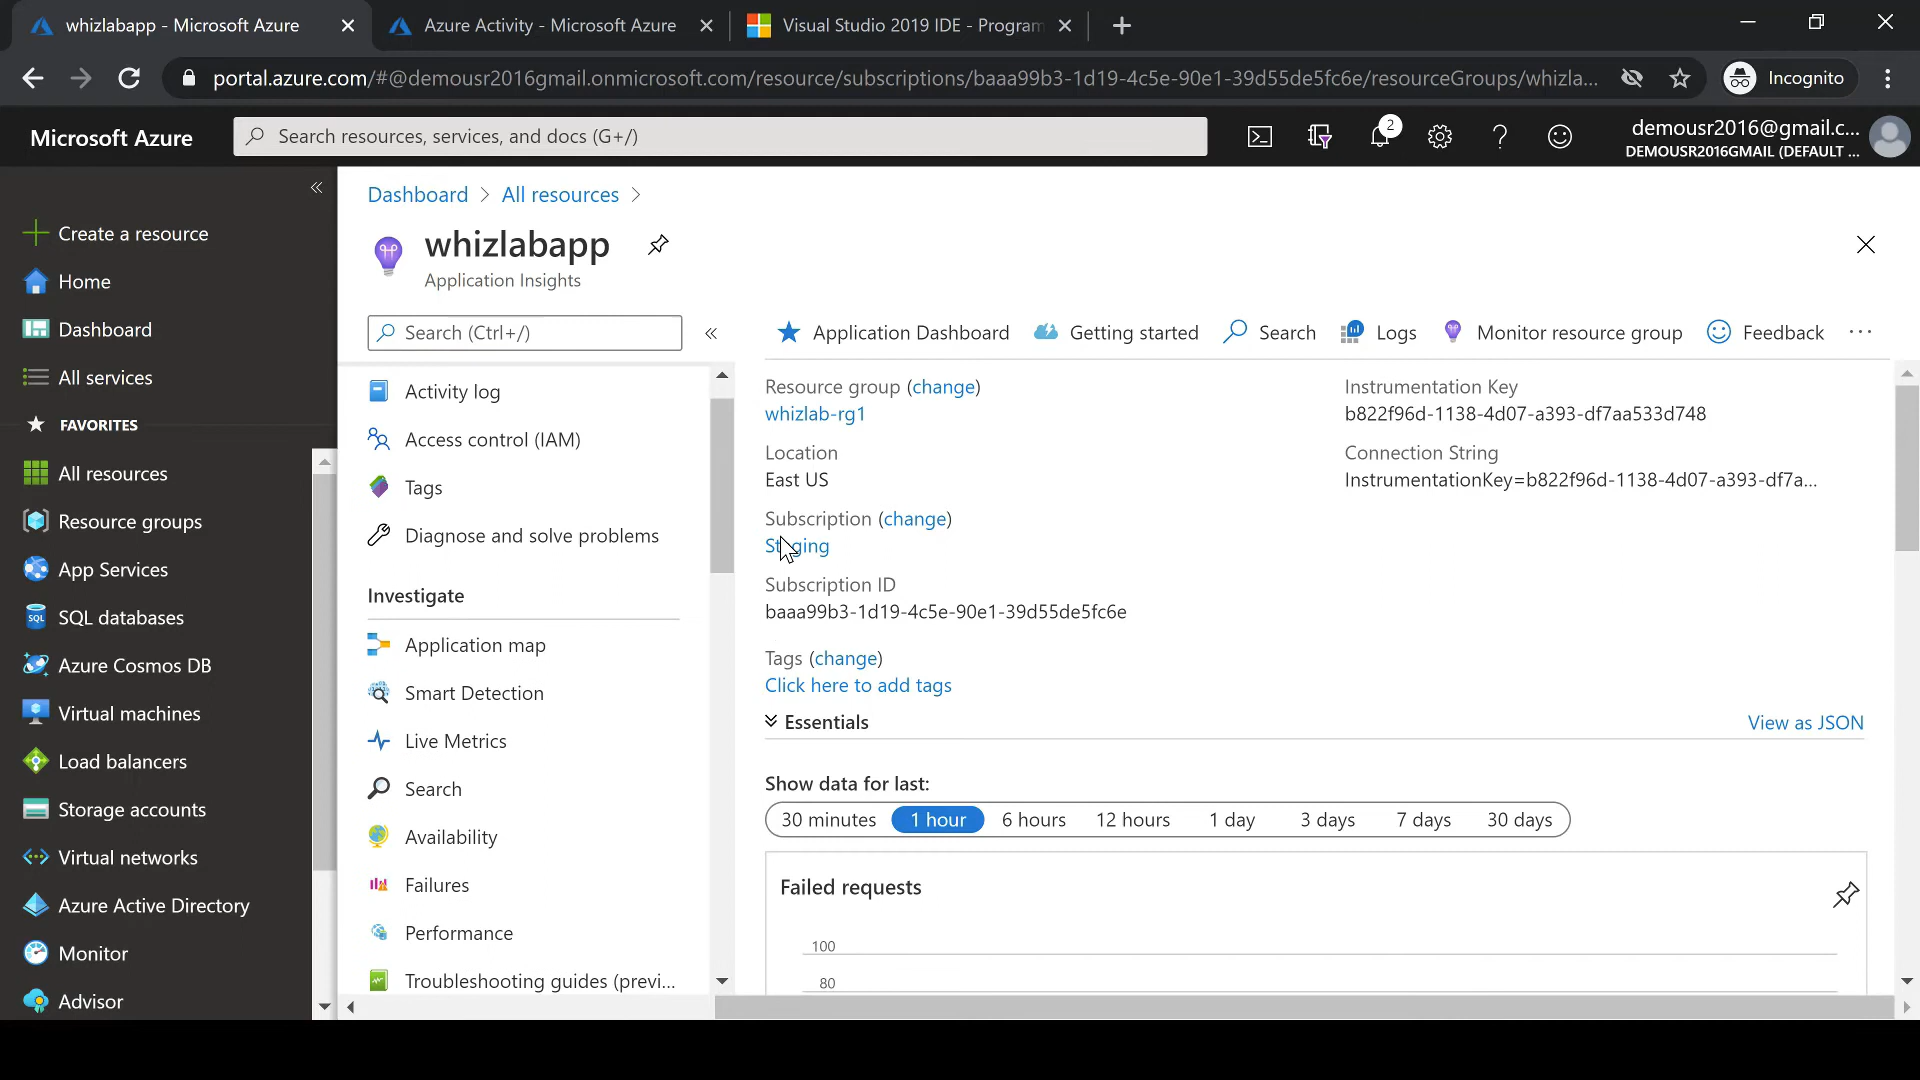 whizlabapp - Microsoft Azure
Azure Activity - Microsoft Azure
Visual Studio 2019 IDE - Program
portal.azure.com/#@demousr2016gmail.onmicrosoft.com/resource/subscriptions/baaa99b3-1d19-4c5e-90e1-39d55de5fc6e/resourceGroups/whizla...
Incognito
Microsoft Azure
Search resources, services, and docs (G+/)
2
demousr2016@gmail.c...
DEMOUSR2016GMAIL (DEFAULT ...
Create a resource
Home
Dashboard
All services
FAVORITES
All resources
Resource groups
App Services
SQL databases
Azure Cosmos DB
Virtual machines
Load balancers
Storage accounts
Virtual networks
Azure Active Directory
Monitor
Advisor
Dashboard > All resources >
whizlabapp
Application Insights
Search (Ctrl+/)
Activity log
Access control (IAM)
Tags
Diagnose and solve problems
Investigate
Application map
Smart Detection
Live Metrics
Search
Availability
Failures
Performance
Troubleshooting guides (previ...
Application Dashboard
Getting started
Search
Logs
Monitor resource group
Feedback
Resource group (change)
whizlab-rg1
Location
East US
Subscription (change)
Staging
Subscription ID
baaa99b3-1d19-4c5e-90e1-39d55de5fc6e
Tags (change)
Click here to add tags
Instrumentation Key
b822f96d-1138-4d07-a393-df7aa533d748
Connection String
InstrumentationKey=b822f96d-1138-4d07-a393-df7a...
Essentials
View as JSON
Show data for last:
30 minutes
1 hour
6 hours
12 hours
1 day
3 days
7 days
30 days
Failed requests
100
80